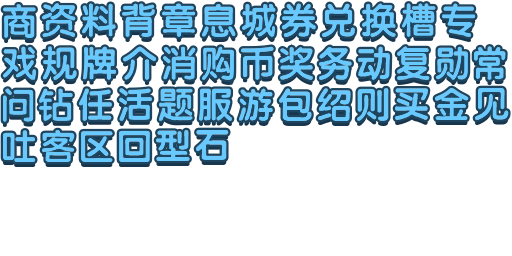 商资料背章息城券兑换槽专
戏规牌介消购币奖务动复勋常
问钻任活题服游包绍则买金见
吐客区回型石